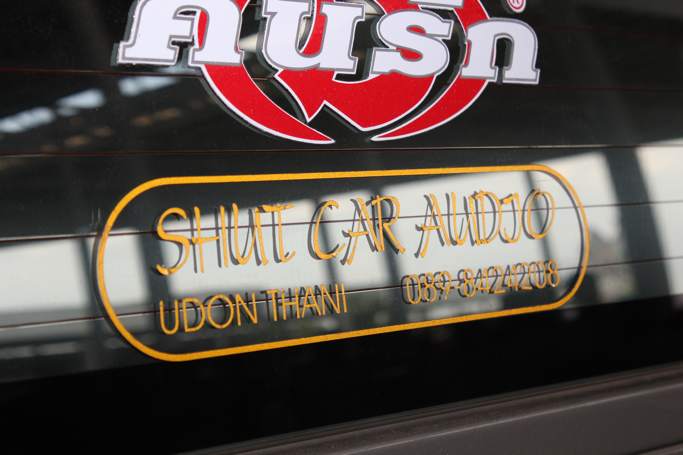 SHUT CAR AUDIO
UDON THANI 089-8424208